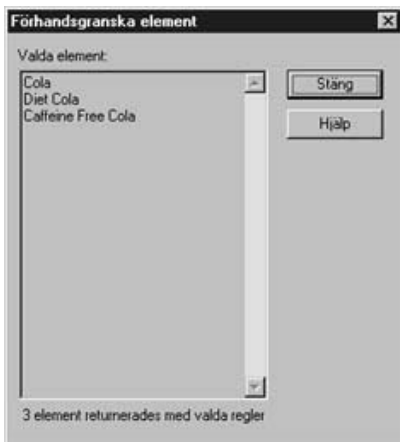 Förhandsgranska element
Valda element:
Cola
Diet Cola
Caffeine Free Cola
Stäng
Hjälp
3 element returnerades med valda regler